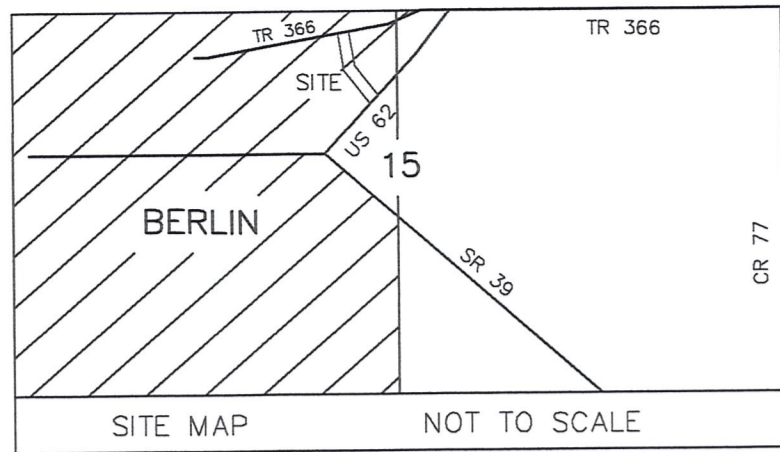 TR 366
TR 366
SITE
US 62
15
BERLIN
SR 39
CR 77
SITE MAP
NOT TO SCALE